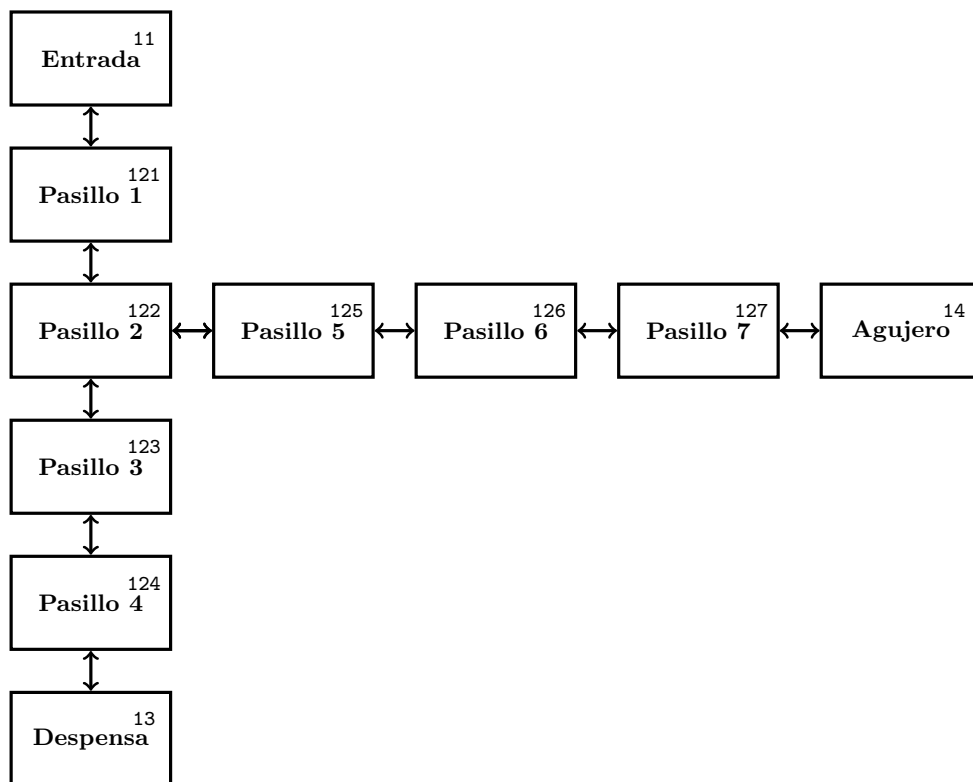 11
Entrada
121
Pasillo 1
122
Pasillo 2
125
Pasillo 5
126
Pasillo 6
127
Pasillo 7
14
Agujero
123
Pasillo 3
124
Pasillo 4
13
Despensa